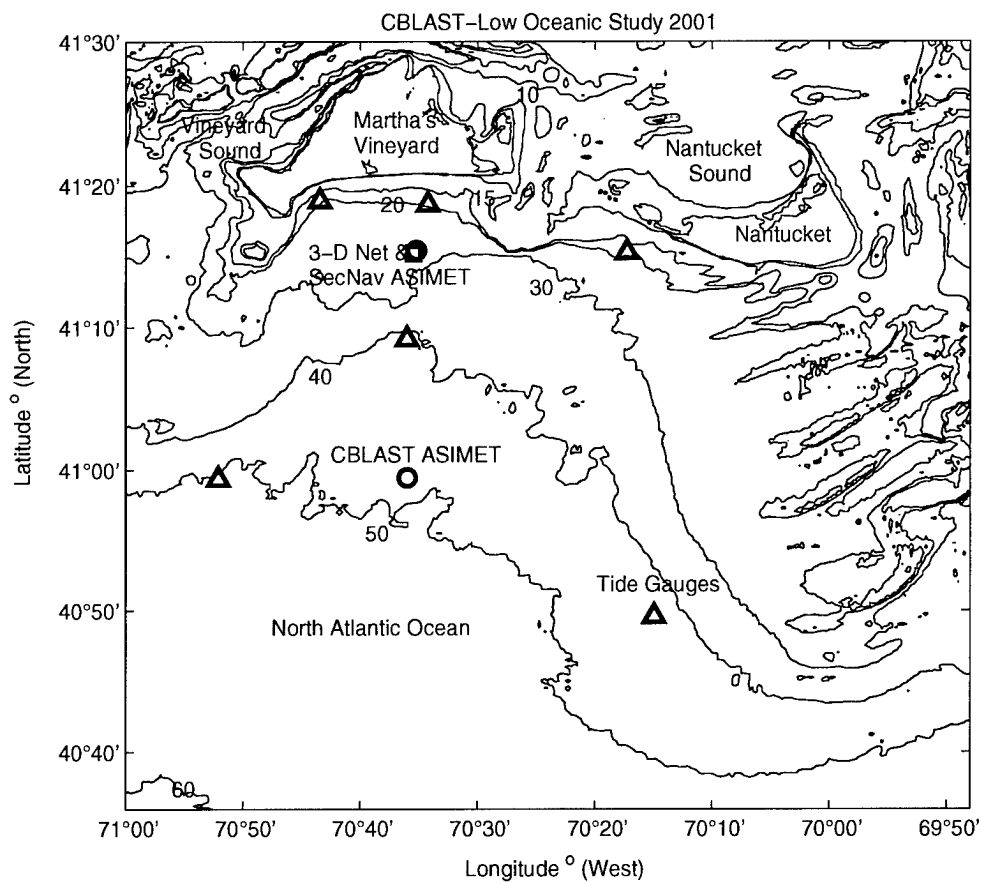 CBLAST–Low Oceanic Study 2001
41°30'
41°20'
41°10'
41°00'
40°50'
40°40'
Latitude ° (North)
Vineyard
Sound
Martha's
Vineyard
10
Nantucket
Sound
15
20
Nantucket
3–D Net &
SecNav ASIMET
30
40
CBLAST ASIMET
50
Tide Gauges
North Atlantic Ocean
60
71°00'
70°50'
70°40'
70°30'
70°20'
70°10'
70°00'
69°50'
Longitude ° (West)